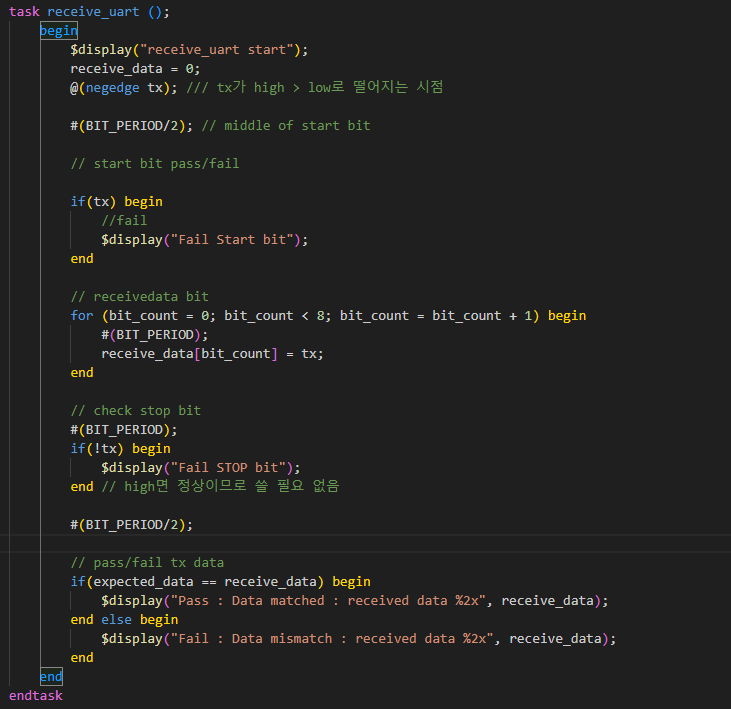 task receive_uart ();
begin
$display("receive_uart start");
receive_data = 0;
@(negedge tx); /// tx가 high > low로 떨어지는 시점
#(BIT_PERIOD/2); // middle of start bit
// start bit pass/fail
if(tx) begin
//fail
$display("Fail Start bit");
end
// receivedata bit
for (bit_count = 0; bit_count < 8; bit_count = bit_count + 1) begin
#(BIT_PERIOD);
receive_data[bit_count] = tx;
end
// check stop bit
#(BIT_PERIOD);
if(!tx) begin
$display("Fail STOP bit");
end // high면 정상이므로 쓸 필요 없음
#(BIT_PERIOD/2);
// pass/fail tx data
if(expected_data == receive_data) begin
$display("Pass : Data matched : received data %2x", receive_data);
end else begin
$display("Fail : Data mismatch : received data %2x", receive_data);
end
end
endtask